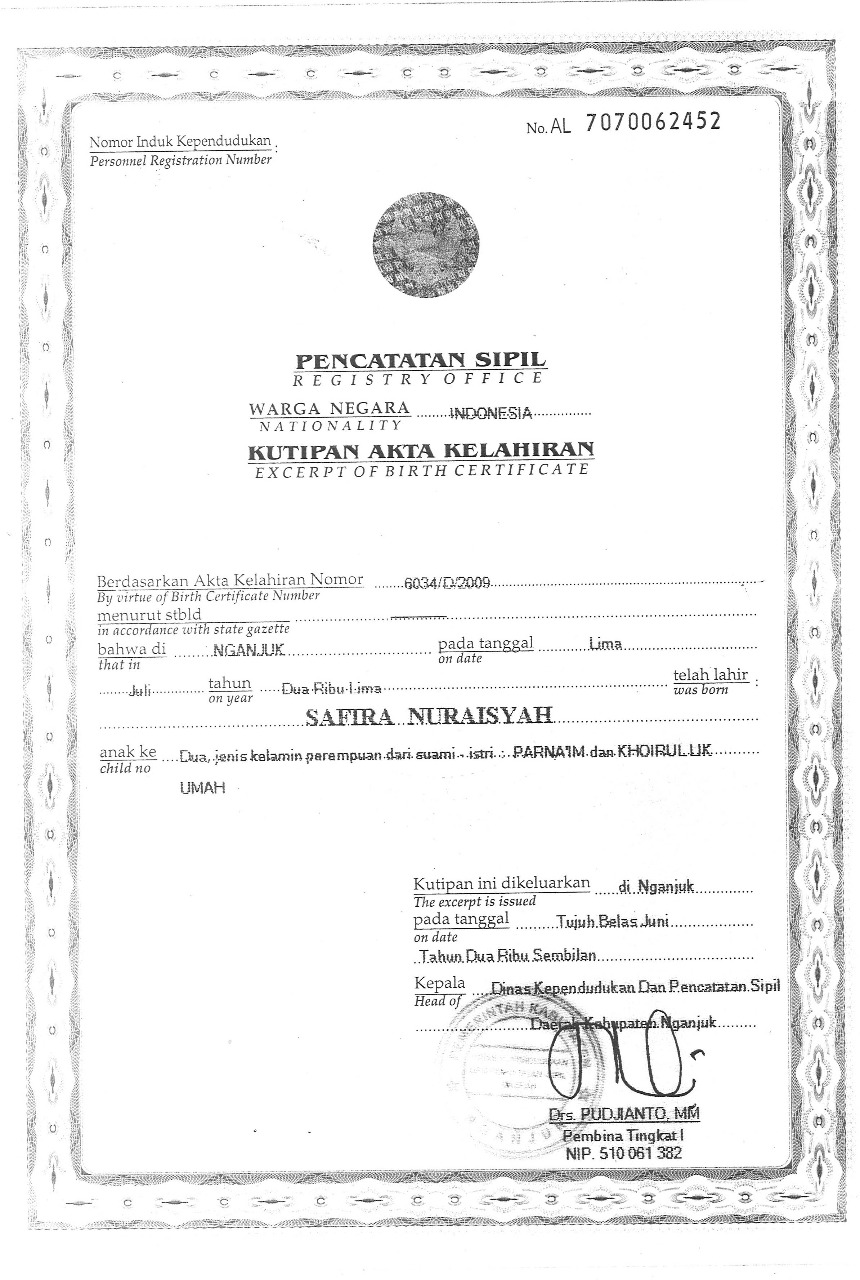 No. AL 7070062452
Nomor Induk Kependudukan :
Personnel Registration Number
PENCATATAN SIPIL
REGISTRY OFFICE
WARGA NEGARA ........INDONESIA..............
NATIONALITY
KUTIPAN AKTA KELAHIRAN
EXCERPT OF BIRTH CERTIFICATE
Berdasarkan Akta Kelahiran Nomor ......6034/D/2009......
By virtue of Birth Certificate Number
menurut stbld
in accordance with state gazette
bahwa di ........NGANJUK........ pada tanggal ........Lima........
that in on date
......Juli...... tahun .....Dua Ribu Lima..... telah lahir :
on year was born
SAFIRA NURAISYAH
anak ke ....Dua, jenis kelamin perempuan dari suami - istri : PARNA'IM dan KHOIRUL UK
child no
UMAH
Kutipan ini dikeluarkan .....di Nganjuk.....
The excerpt is issued
pada tanggal ........Tujuh Belas Juni........
on date
Tahun Dua Ribu Sembilan
Kepala ....Dinas Kependudukan Dan Pencatatan Sipil
Head of
Daerah Kabupaten Nganjuk
PEMERINTAH KABUPATEN
NGANJUK
Drs. PUDJIANTO, MM
Pembina Tingkat I
NIP. 510 061 382